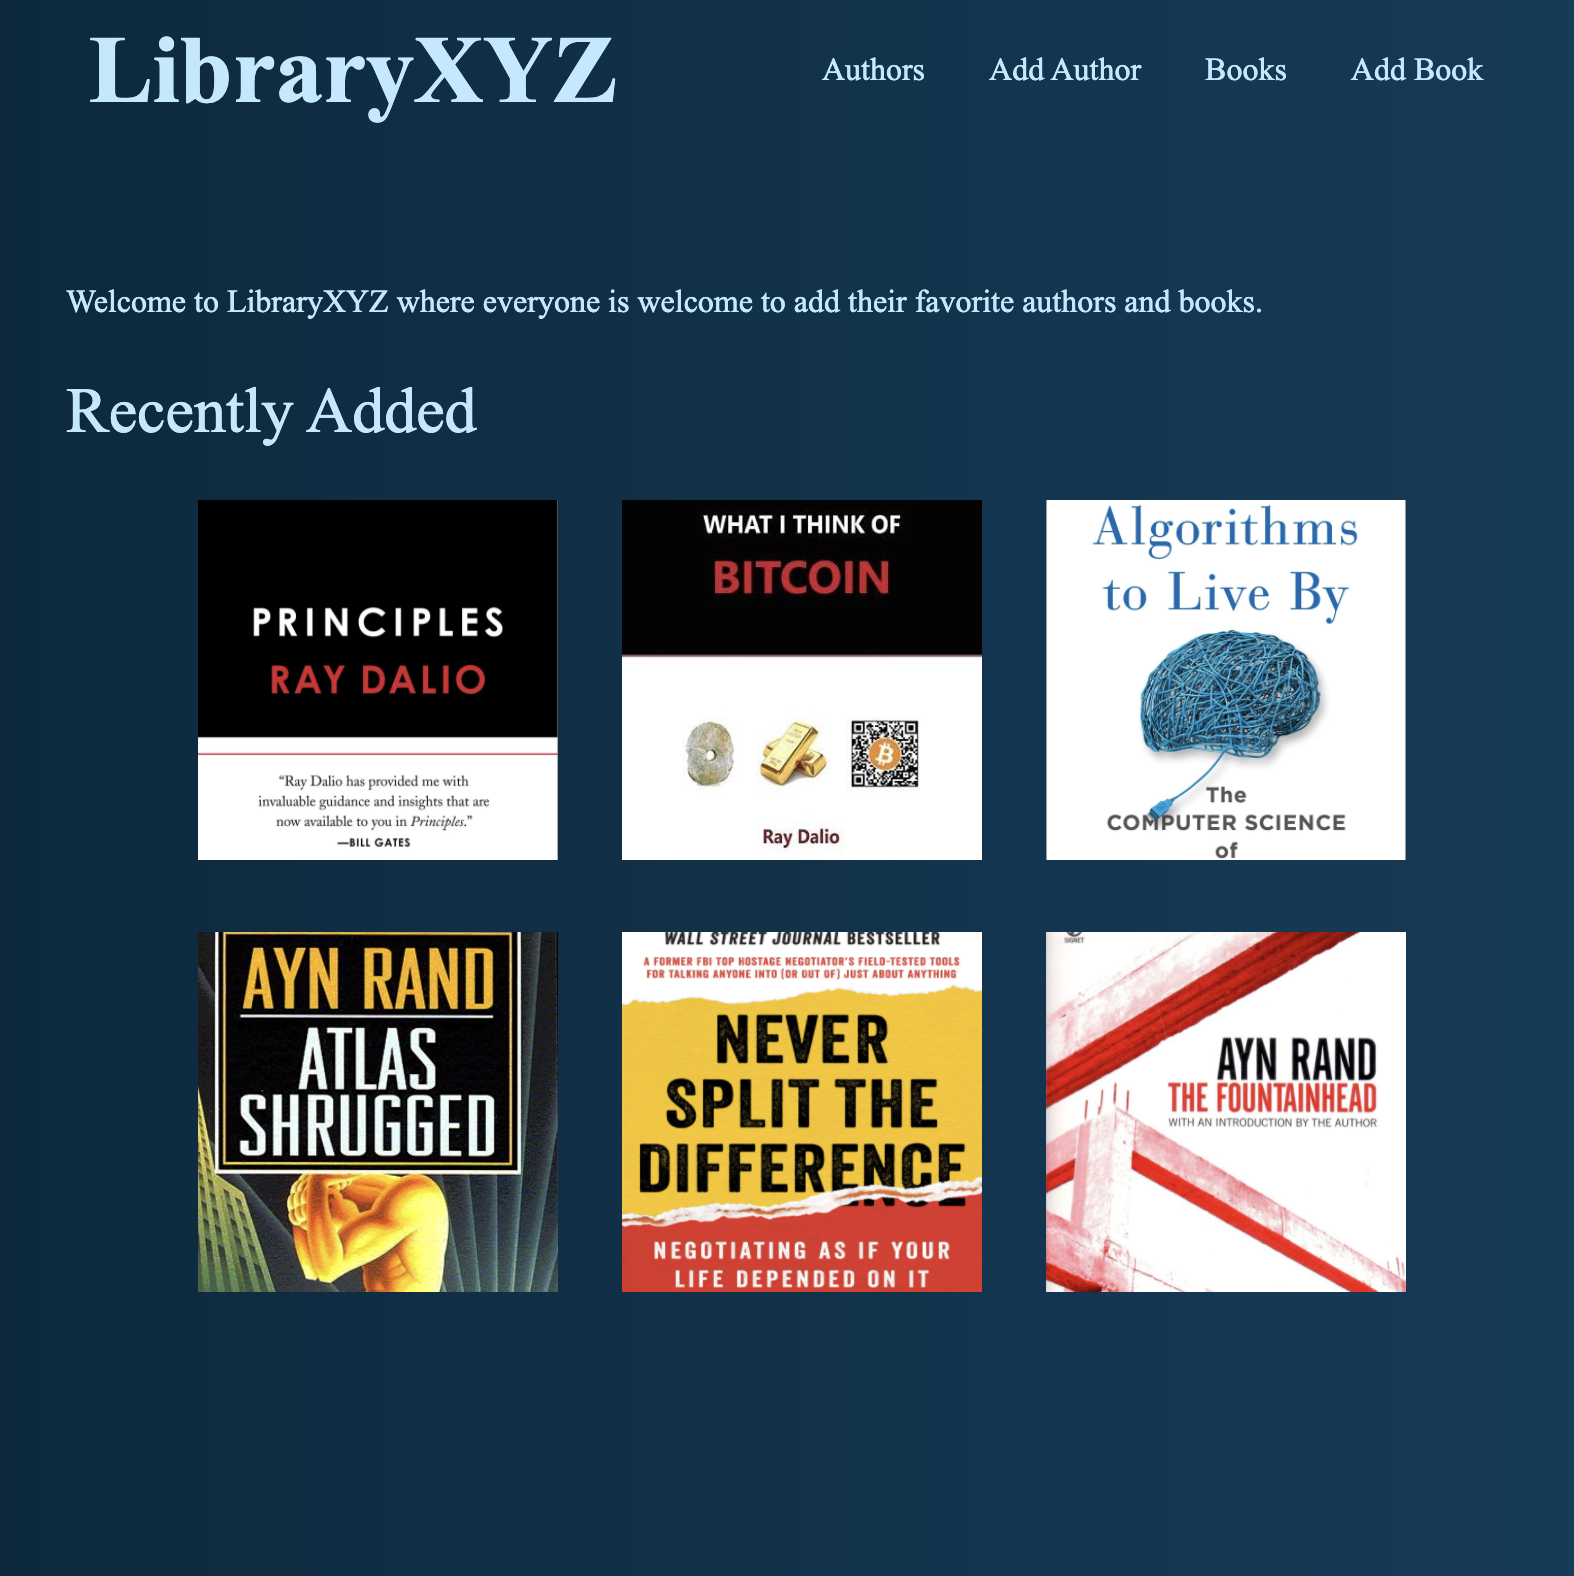 LibraryXYZ
Authors
Add Author
Books
Add Book
Welcome to LibraryXYZ where everyone is welcome to add their favorite authors and books.
Recently Added
PRINCIPLES
RAY DALIO
“Ray Dalio has provided me with
invaluable guidance and insights that are
now available to you in Principles.”
—BILL GATES
WHAT I THINK OF
BITCOIN
Ray Dalio
Algorithms
to Live By
The
COMPUTER SCIENCE
of
AYN RAND
ATLAS
SHRUGGED
WALL STREET JOURNAL BESTSELLER
A FORMER FBI TOP HOSTAGE NEGOTIATOR'S FIELD-TESTED TOOLS
FOR TALKING ANYONE INTO (OR OUT OF) JUST ABOUT ANYTHING
NEVER
SPLIT THE
DIFFERENCE
NEGOTIATING AS IF YOUR
LIFE DEPENDED ON IT
SIGNET
AYN RAND
THE FOUNTAINHEAD
WITH AN INTRODUCTION BY THE AUTHOR